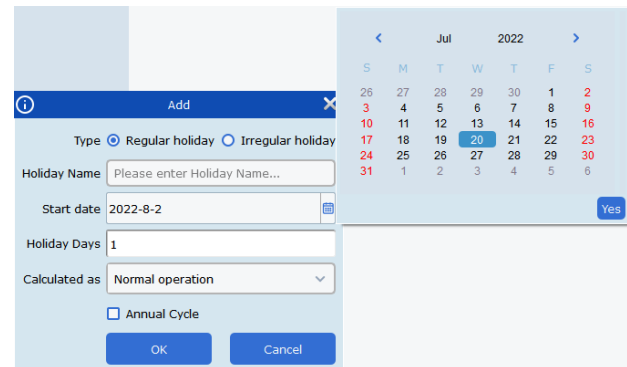 Add
Type Regular holiday Irregular holiday
Holiday Name Please enter Holiday Name...
Start date 2022-8-2
Holiday Days 1
Calculated as Normal operation
Annual Cycle
OK Cancel
Jul 2022
S M T W T F S
26 27 28 29 30 1 2
3 4 5 6 7 8 9
10 11 12 13 14 15 16
17 18 19 20 21 22 23
24 25 26 27 28 29 30
31 1 2 3 4 5 6
Yes